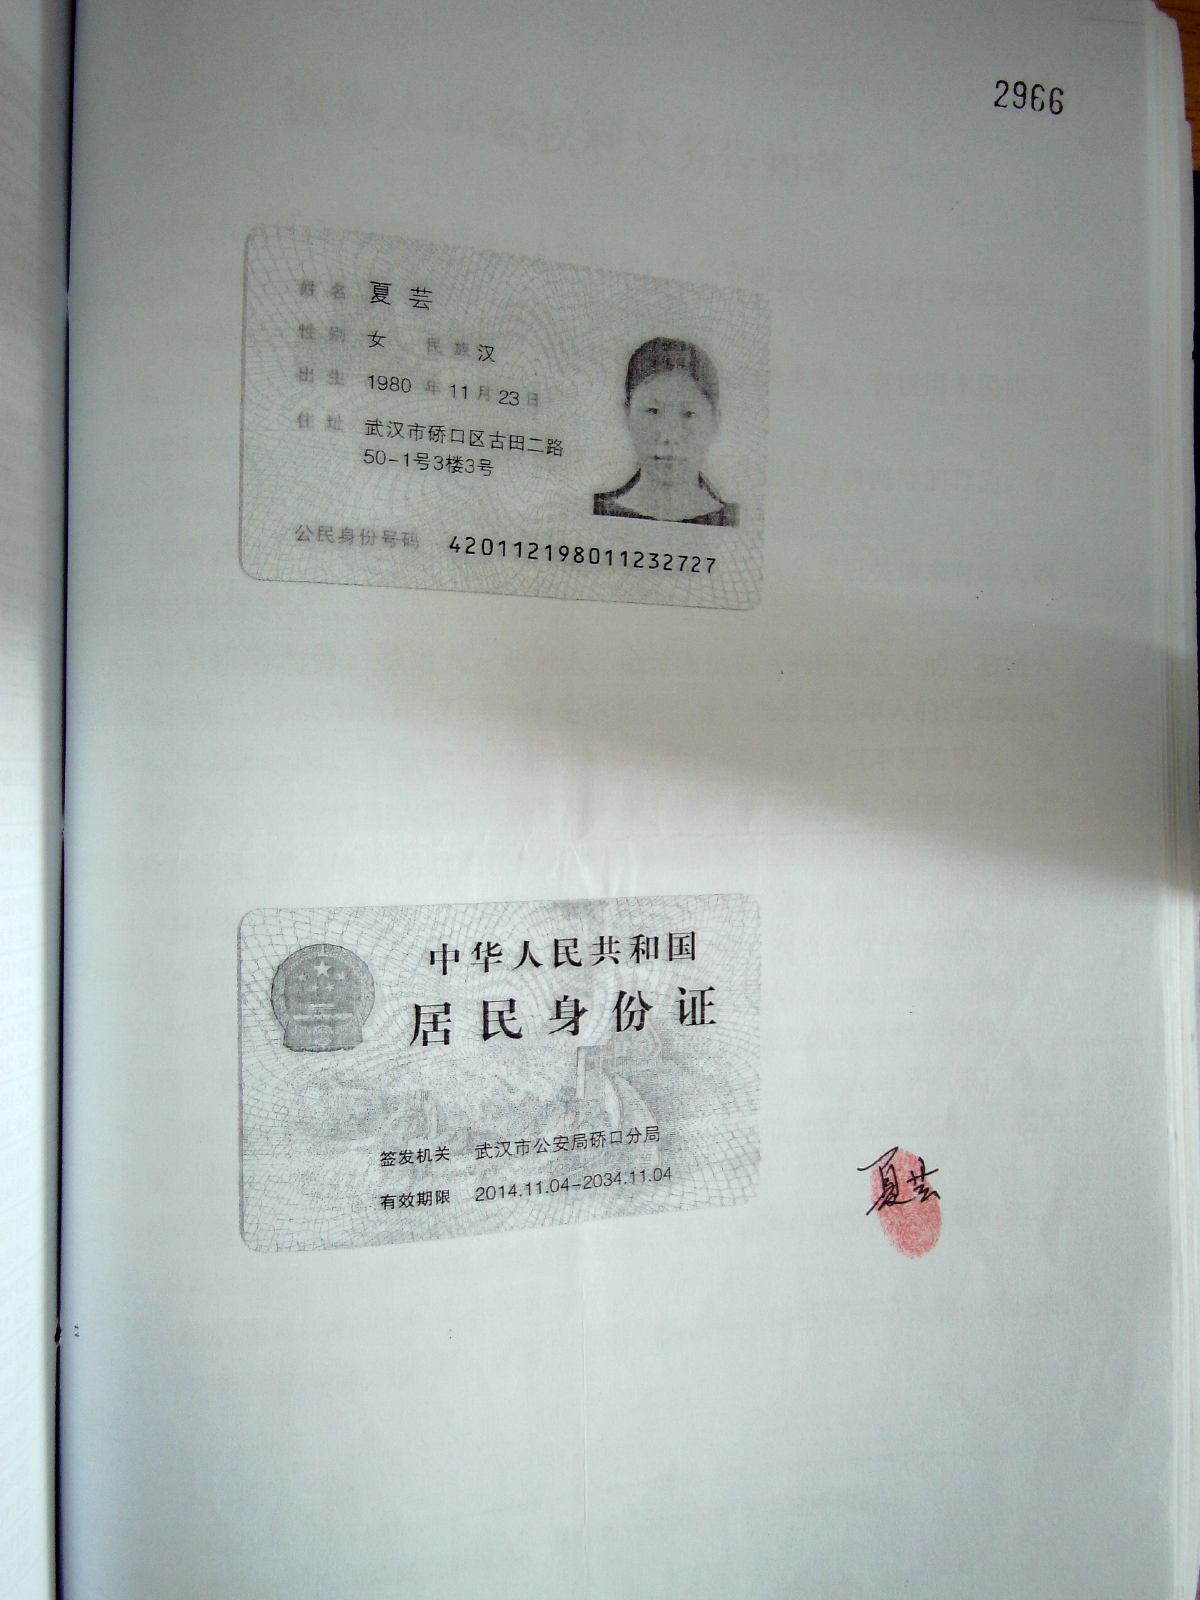 2966
姓名 夏芸
性别 女 民族 汉
出生 1980 年 11 月 23 日
住址 武汉市硚口区古田二路
50-1号3楼3号
公民身份号码 420112198011232727
中华人民共和国
居民身份证
签发机关 武汉市公安局硚口分局
有效期限 2014.11.04-2034.11.04
夏芸